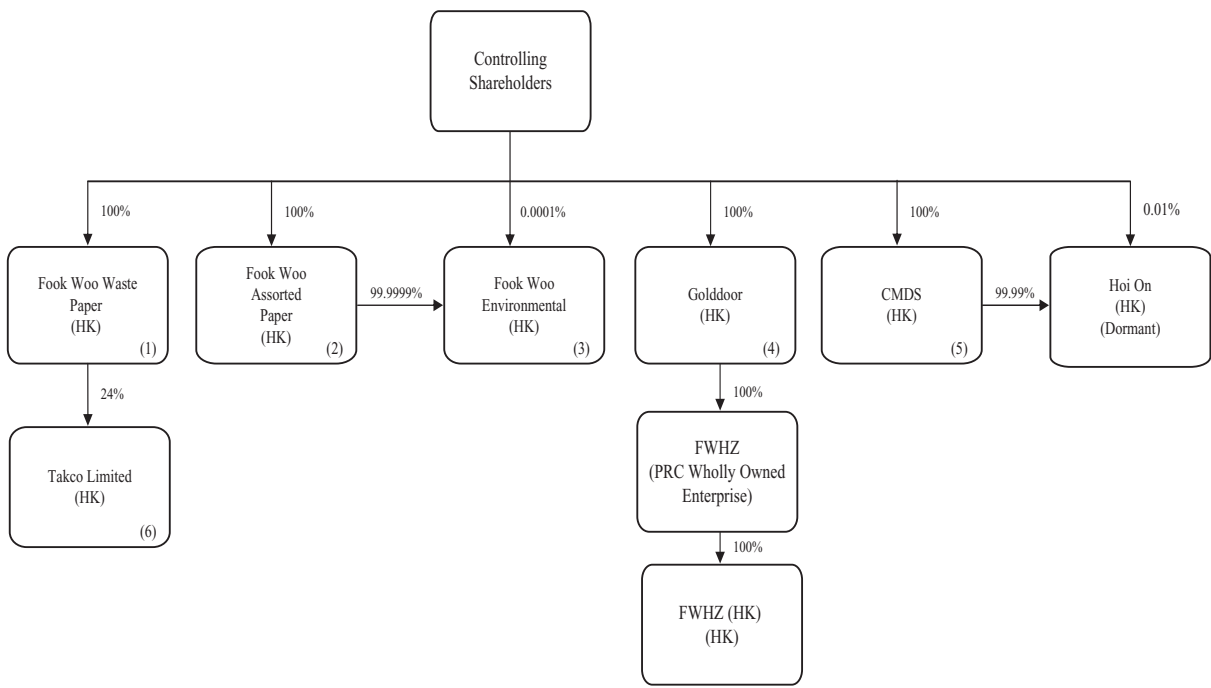 Controlling
Shareholders
100%
100%
0.0001%
100%
100%
0.01%
Fook Woo Waste
Paper
(HK)
(1)
Fook Woo
Assorted
Paper
(HK)
(2)
99.9999%
Fook Woo
Environmental
(HK)
(3)
Golddoor
(HK)
(4)
CMDS
(HK)
(5)
99.99%
Hoi On
(HK)
(Dormant)
24%
100%
Takco Limited
(HK)
(6)
FWHZ
(PRC Wholly Owned
Enterprise)
100%
FWHZ (HK)
(HK)